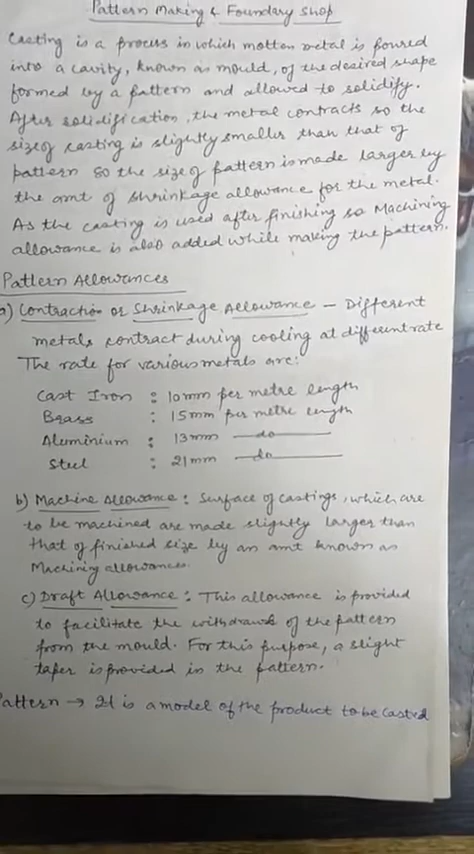 Pattern Making & Foundary Shop
Casting is a process in which motten metal is poured
into a cavity, known as mould, of the desired shape
formed by a pattern and allowed to solidify.
After solidification, the metal contracts so the
size of casting is slightly smaller than that of
pattern so the size of pattern is made larger by
the amt of shrinkage allowance for the metal.
As the casting is used after finishing so Machining
allowance is also added while making the pattern.
Pattern Allowances
a) Contraction or Shrinkage Allowance – Different
metals contract during cooling at different rate
The rate for various metals are:
Cast Iron : 10mm per metre length
Brass : 15mm per metre length
Aluminium : 13mm —do—
Steel : 21mm —do—
b) Machine Allowance : Surface of castings, which are
to be machined are made slightly larger than
that of finished size by an amt known as
Machining allowances.
c) Draft Allowance : This allowance is provided
to facilitate the withdrawl of the pattern
from the mould. For this purpose, a slight
taper is provided in the pattern.
Pattern → It is a model of the product to be casted